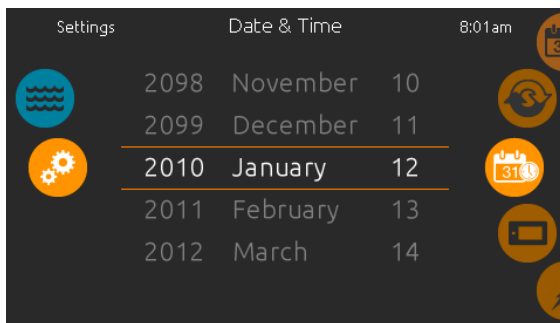 Settings Date & Time 8:01am
2098 November 10
2099 December 11
2010 January 12
2011 February 13
2012 March 14
31